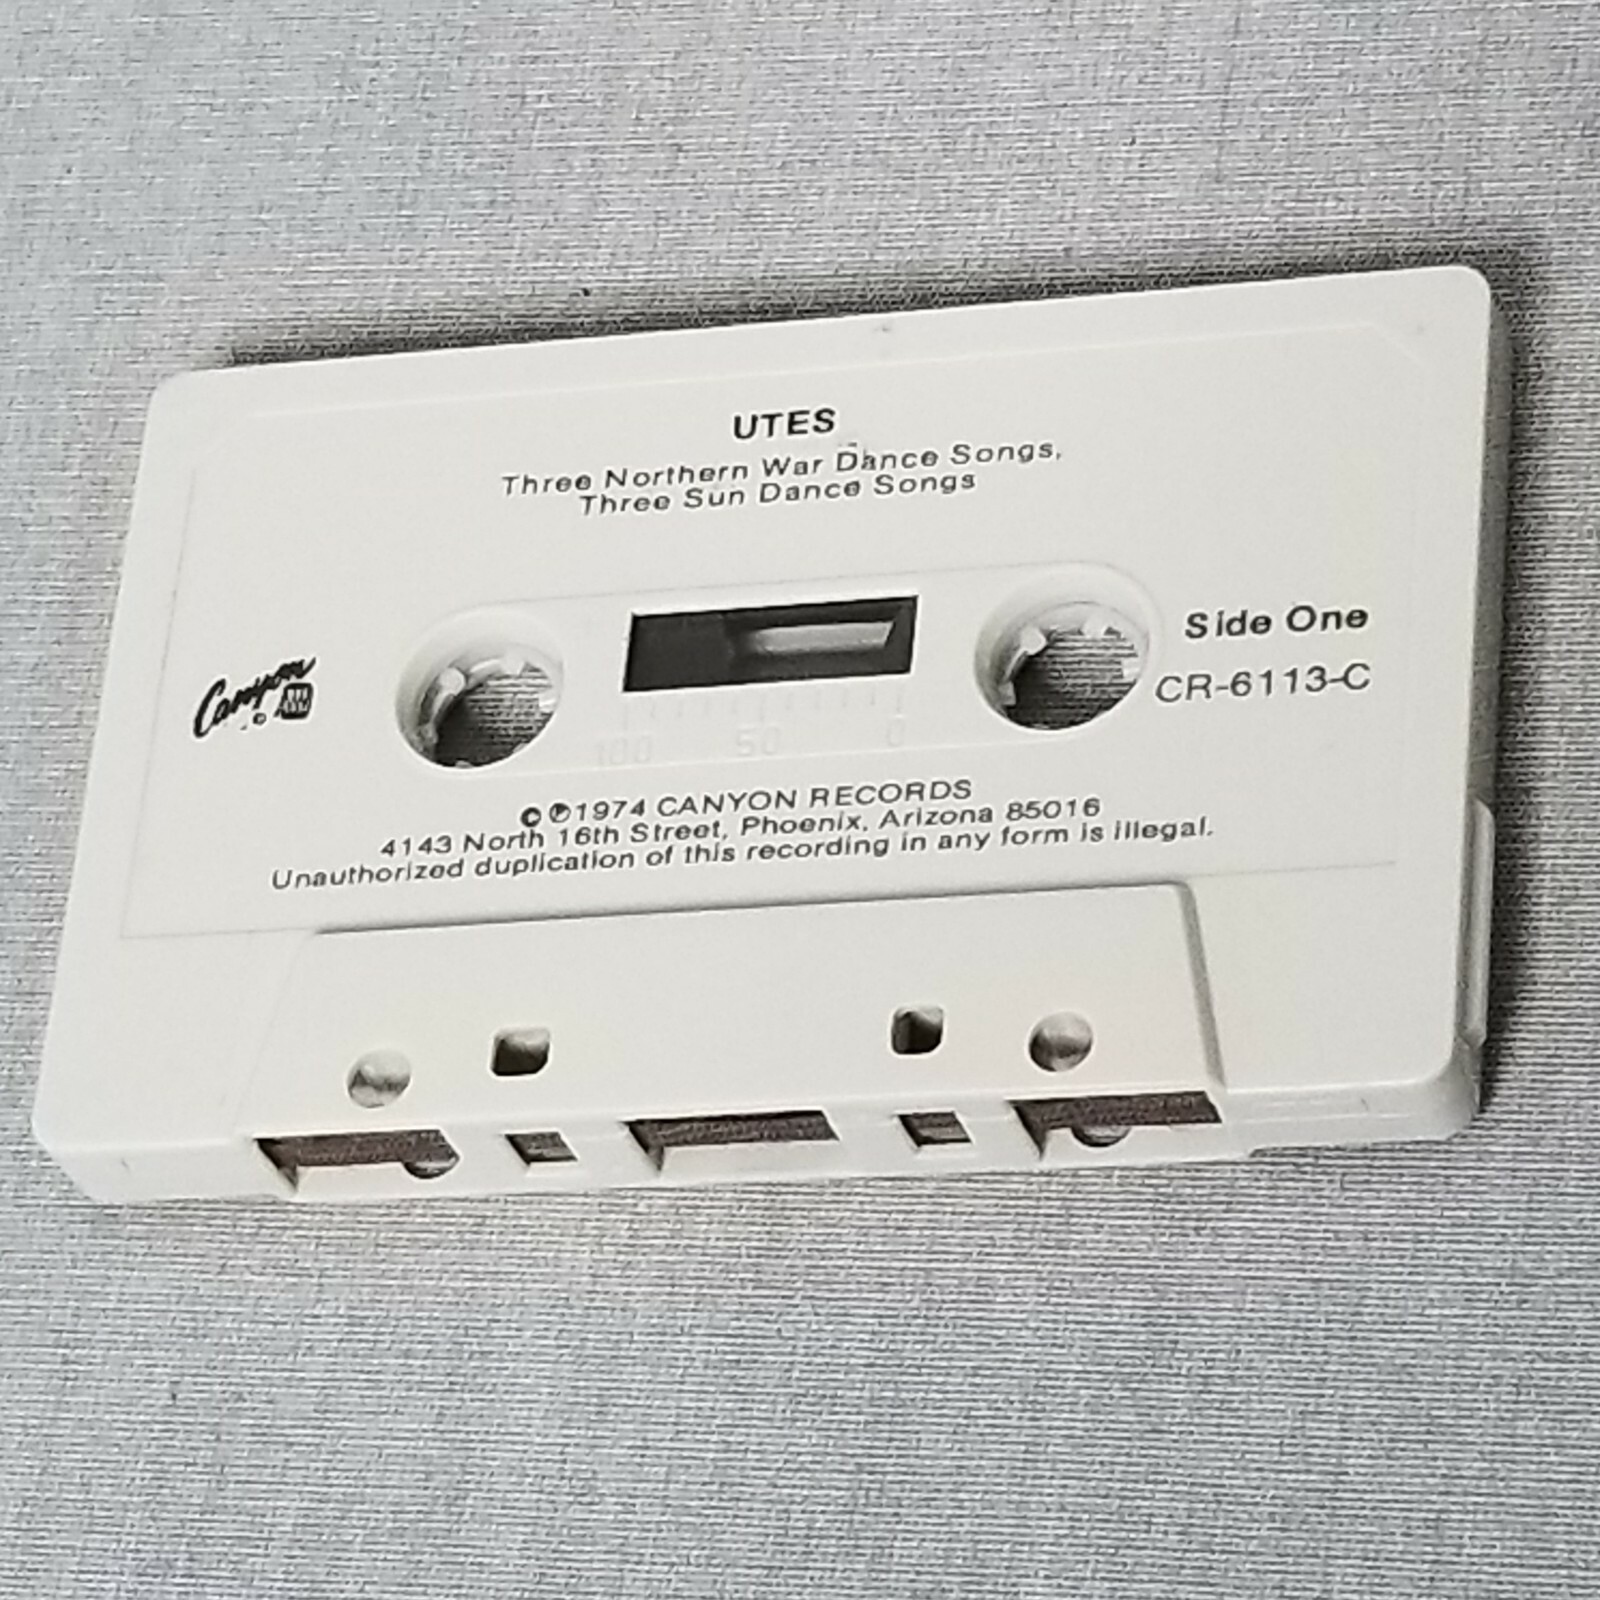 UTES
Three Northern War Dance Songs,
Three Sun Dance Songs
Canyon
©
Side One
CR-6113-C
100 50 0
©℗1974 CANYON RECORDS
4143 North 16th Street, Phoenix, Arizona 85016
Unauthorized duplication of this recording in any form is illegal.